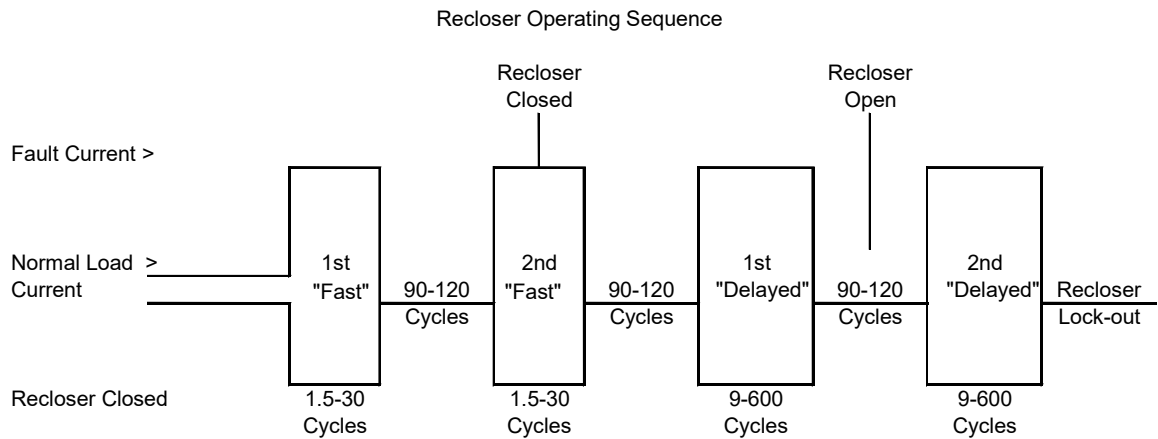 Recloser Operating Sequence
Recloser
Closed
Recloser
Open
Fault Current >
Normal Load >
Current
1st
"Fast"
90-120
Cycles
2nd
"Fast"
90-120
Cycles
1st
"Delayed"
90-120
Cycles
2nd
"Delayed"
Recloser
Lock-out
Recloser Closed
1.5-30
Cycles
1.5-30
Cycles
9-600
Cycles
9-600
Cycles